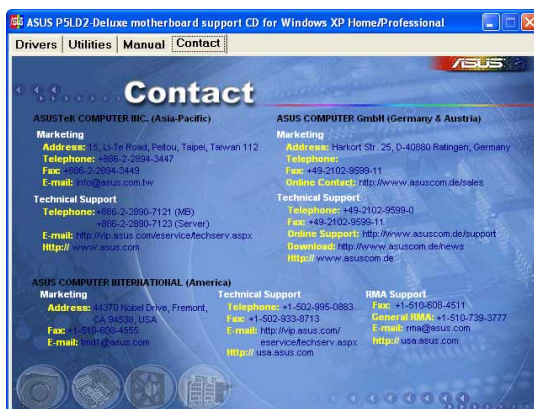 ASUS P5LD2-Deluxe motherboard support CD for Windows XP Home/Professional
Drivers Utilities Manual Contact
ASUS
Contact
ASUSTeK COMPUTER INC. (Asia-Pacific)
Marketing
Address: 15, Li-Te Road, Peitou, Taipei, Taiwan 112
Telephone: +886-2-2894-3447
Fax: +886-2-2894-3449
E-mail: info@asus.com.tw
Technical Support
Telephone: +886-2-2890-7121 (MB)
+886-2-2890-7123 (Server)
E-mail: http://vip.asus.com/eservice/techserv.aspx
Http:// www.asus.com
ASUS COMPUTER GmbH (Germany & Austria)
Marketing
Address: Harkort Str. 25, D-40880 Ratingen, Germany
Telephone:
Fax: +49-2102-9599-11
Online Contact: http://www.asuscom.de/sales
Technical Support
Telephone: +49-2102-9599-0
Fax: +49-2102-9599-11
Online Support: http://www.asuscom.de/support
Download: http://www.asuscom.de/news
Http:// www.asuscom.de
ASUS COMPUTER INTERNATIONAL (America)
Marketing
Address: 44370 Nobel Drive, Fremont,
CA 94538, USA
Fax: +1-510-608-4555
E-mail: tmd1@asus.com
Technical Support
Telephone: +1-502-995-0883
Fax: +1-502-933-8713
E-mail: http://vip.asus.com/
eservice/techserv.aspx
Http:// usa.asus.com
RMA Support
Fax: +1-510-608-4511
General RMA: +1-510-739-3777
E-mail: rma@asus.com
http:// usa.asus.com